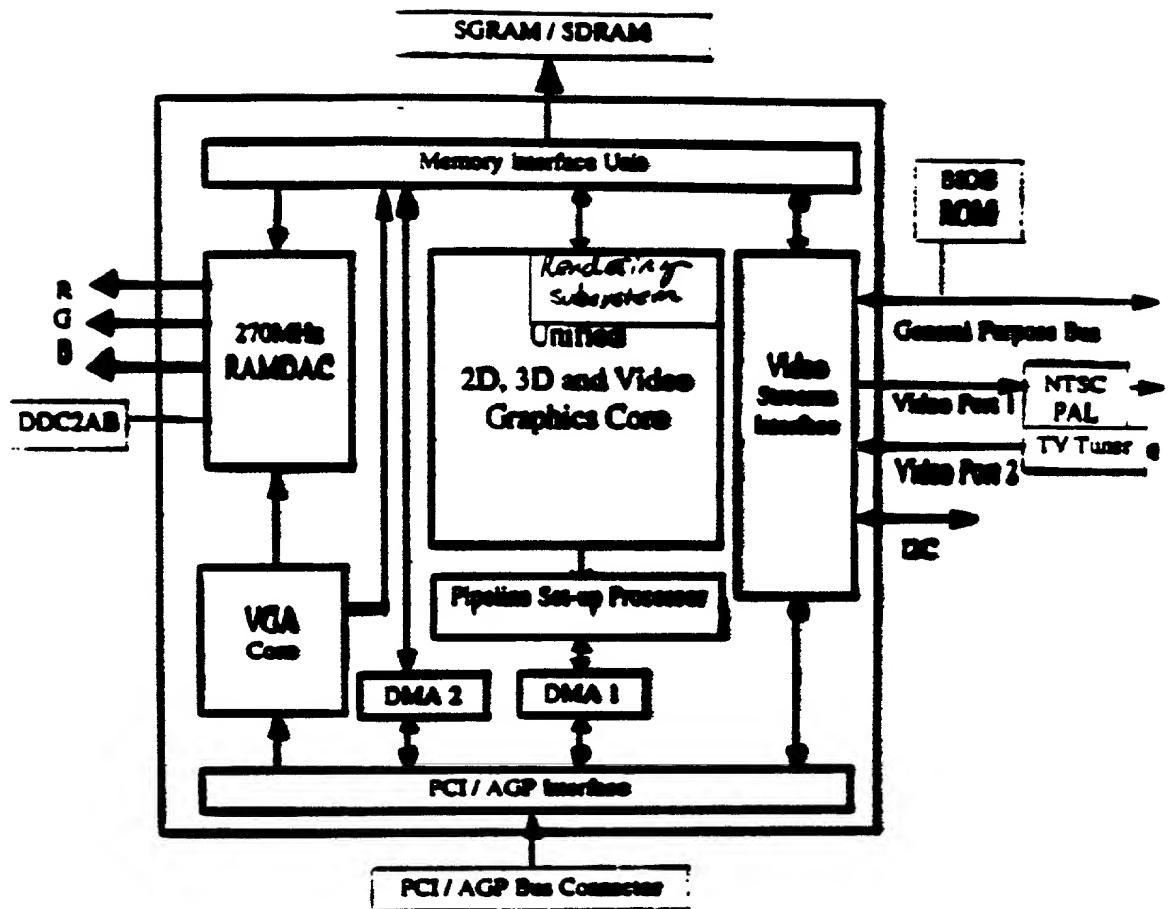 SGRAM / SDRAM
Memory Interface Unit
BIOS
ROM
Rendering
subsystem
R
G
B
270MHz
RAMDAC
Unified
2D, 3D and Video
Graphics Core
Video
Streams
Interface
General Purpose Bus
Video Port 1
NTSC
PAL
DDC2AB
TV Tuner
Video Port 2
I2C
VGA
Core
Pipeline Set-up Processor
DMA 2
DMA 1
PCI / AGP Interface
PCI / AGP Bus Connector